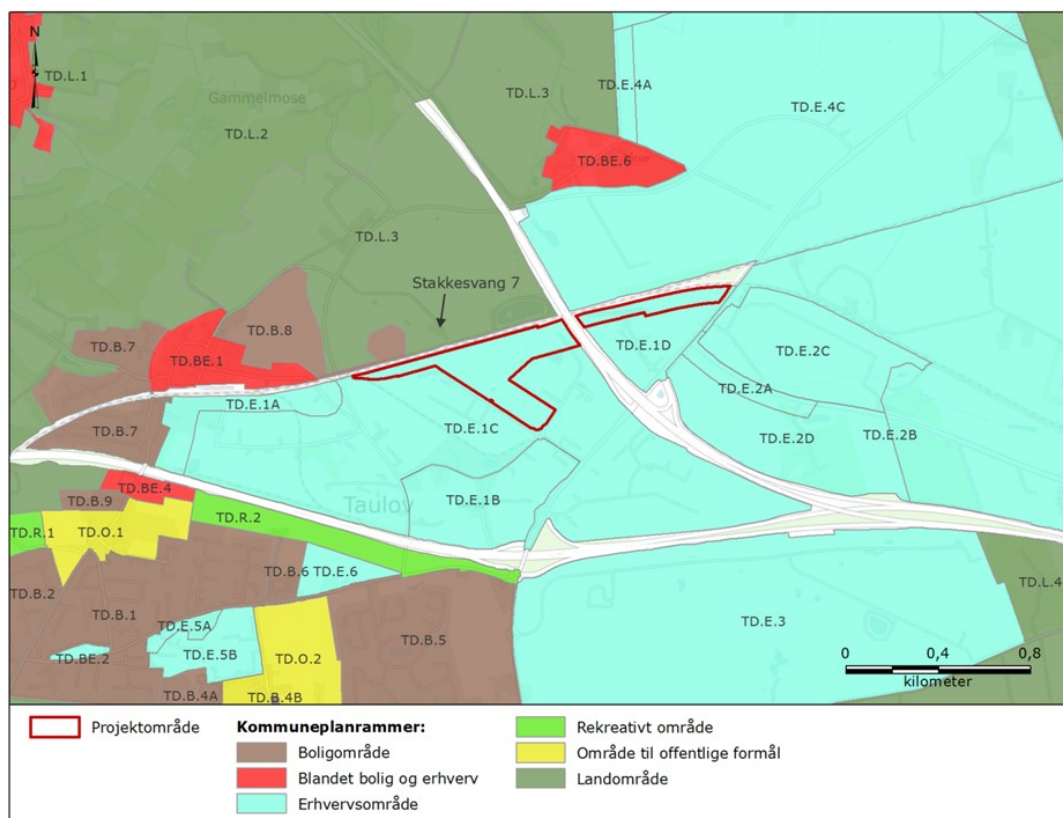 N
TD.L.1
Gammelmose
TD.L.2
TD.L.3
TD.E.4A
TD.E.4C
TD.BE.6
TD.L.3
Stakkesvang 7
TD.B.8
TD.B.7
TD.BE.1
TD.E.1D
TD.E.2C
TD.E.2A
TD.E.1A
TD.B.7
TD.E.1C
TD.E.2D
TD.E.2B
TD.BE.4
TD.B.9
TD.E.1B
Taulov
TD.R.2
TD.R.1
TD.O.1
TD.B.6
TD.E.6
TD.L.4
TD.B.2
TD.B.1
TD.E.5A
TD.B.5
TD.E.3
TD.BE.2
TD.E.5B
TD.O.2
TD.B.4A
TD.B.4B
0 0,4 0,8
kilometer
Projektområde
Kommuneplanrammer:
Boligområde
Blandet bolig og erhverv
Erhvervsområde
Rekreativt område
Område til offentlige formål
Landområde